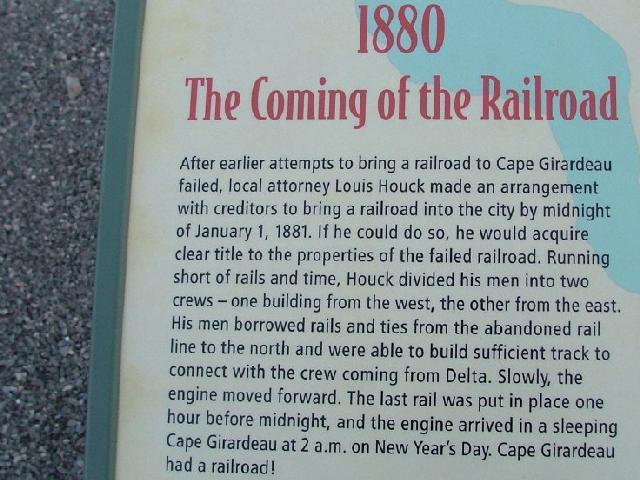 1880
The Coming of the Railroad
After earlier attempts to bring a railroad to Cape Girardeau
failed, local attorney Louis Houck made an arrangement
with creditors to bring a railroad into the city by midnight
of January 1, 1881. If he could do so, he would acquire
clear title to the properties of the failed railroad. Running
short of rails and time, Houck divided his men into two
crews – one building from the west, the other from the east.
His men borrowed rails and ties from the abandoned rail
line to the north and were able to build sufficient track to
connect with the crew coming from Delta. Slowly, the
engine moved forward. The last rail was put in place one
hour before midnight, and the engine arrived in a sleeping
Cape Girardeau at 2 a.m. on New Year's Day. Cape Girardeau
had a railroad!